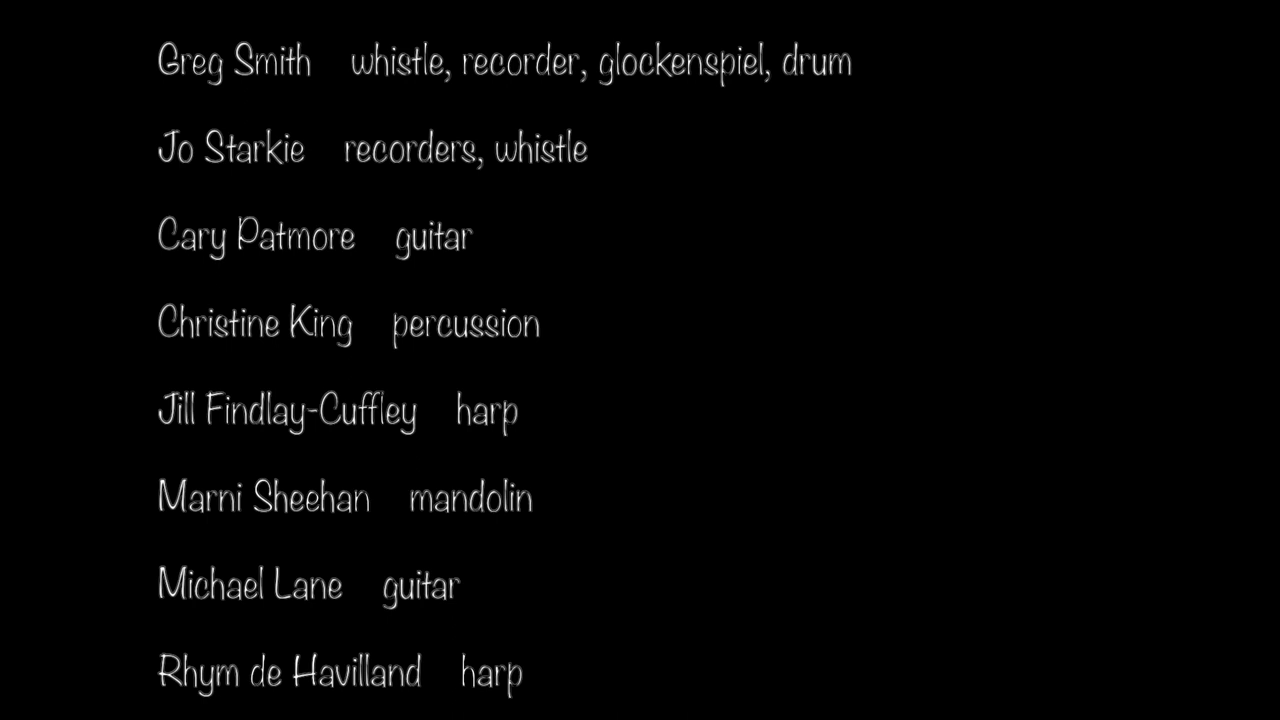 Greg Smith whistle, recorder, glockenspiel, drum
Jo Starkie recorders, whistle
Cary Patmore guitar
Christine King percussion
Jill Findlay-Cuffley harp
Marni Sheehan mandolin
Michael Lane guitar
Rhym de Havilland harp